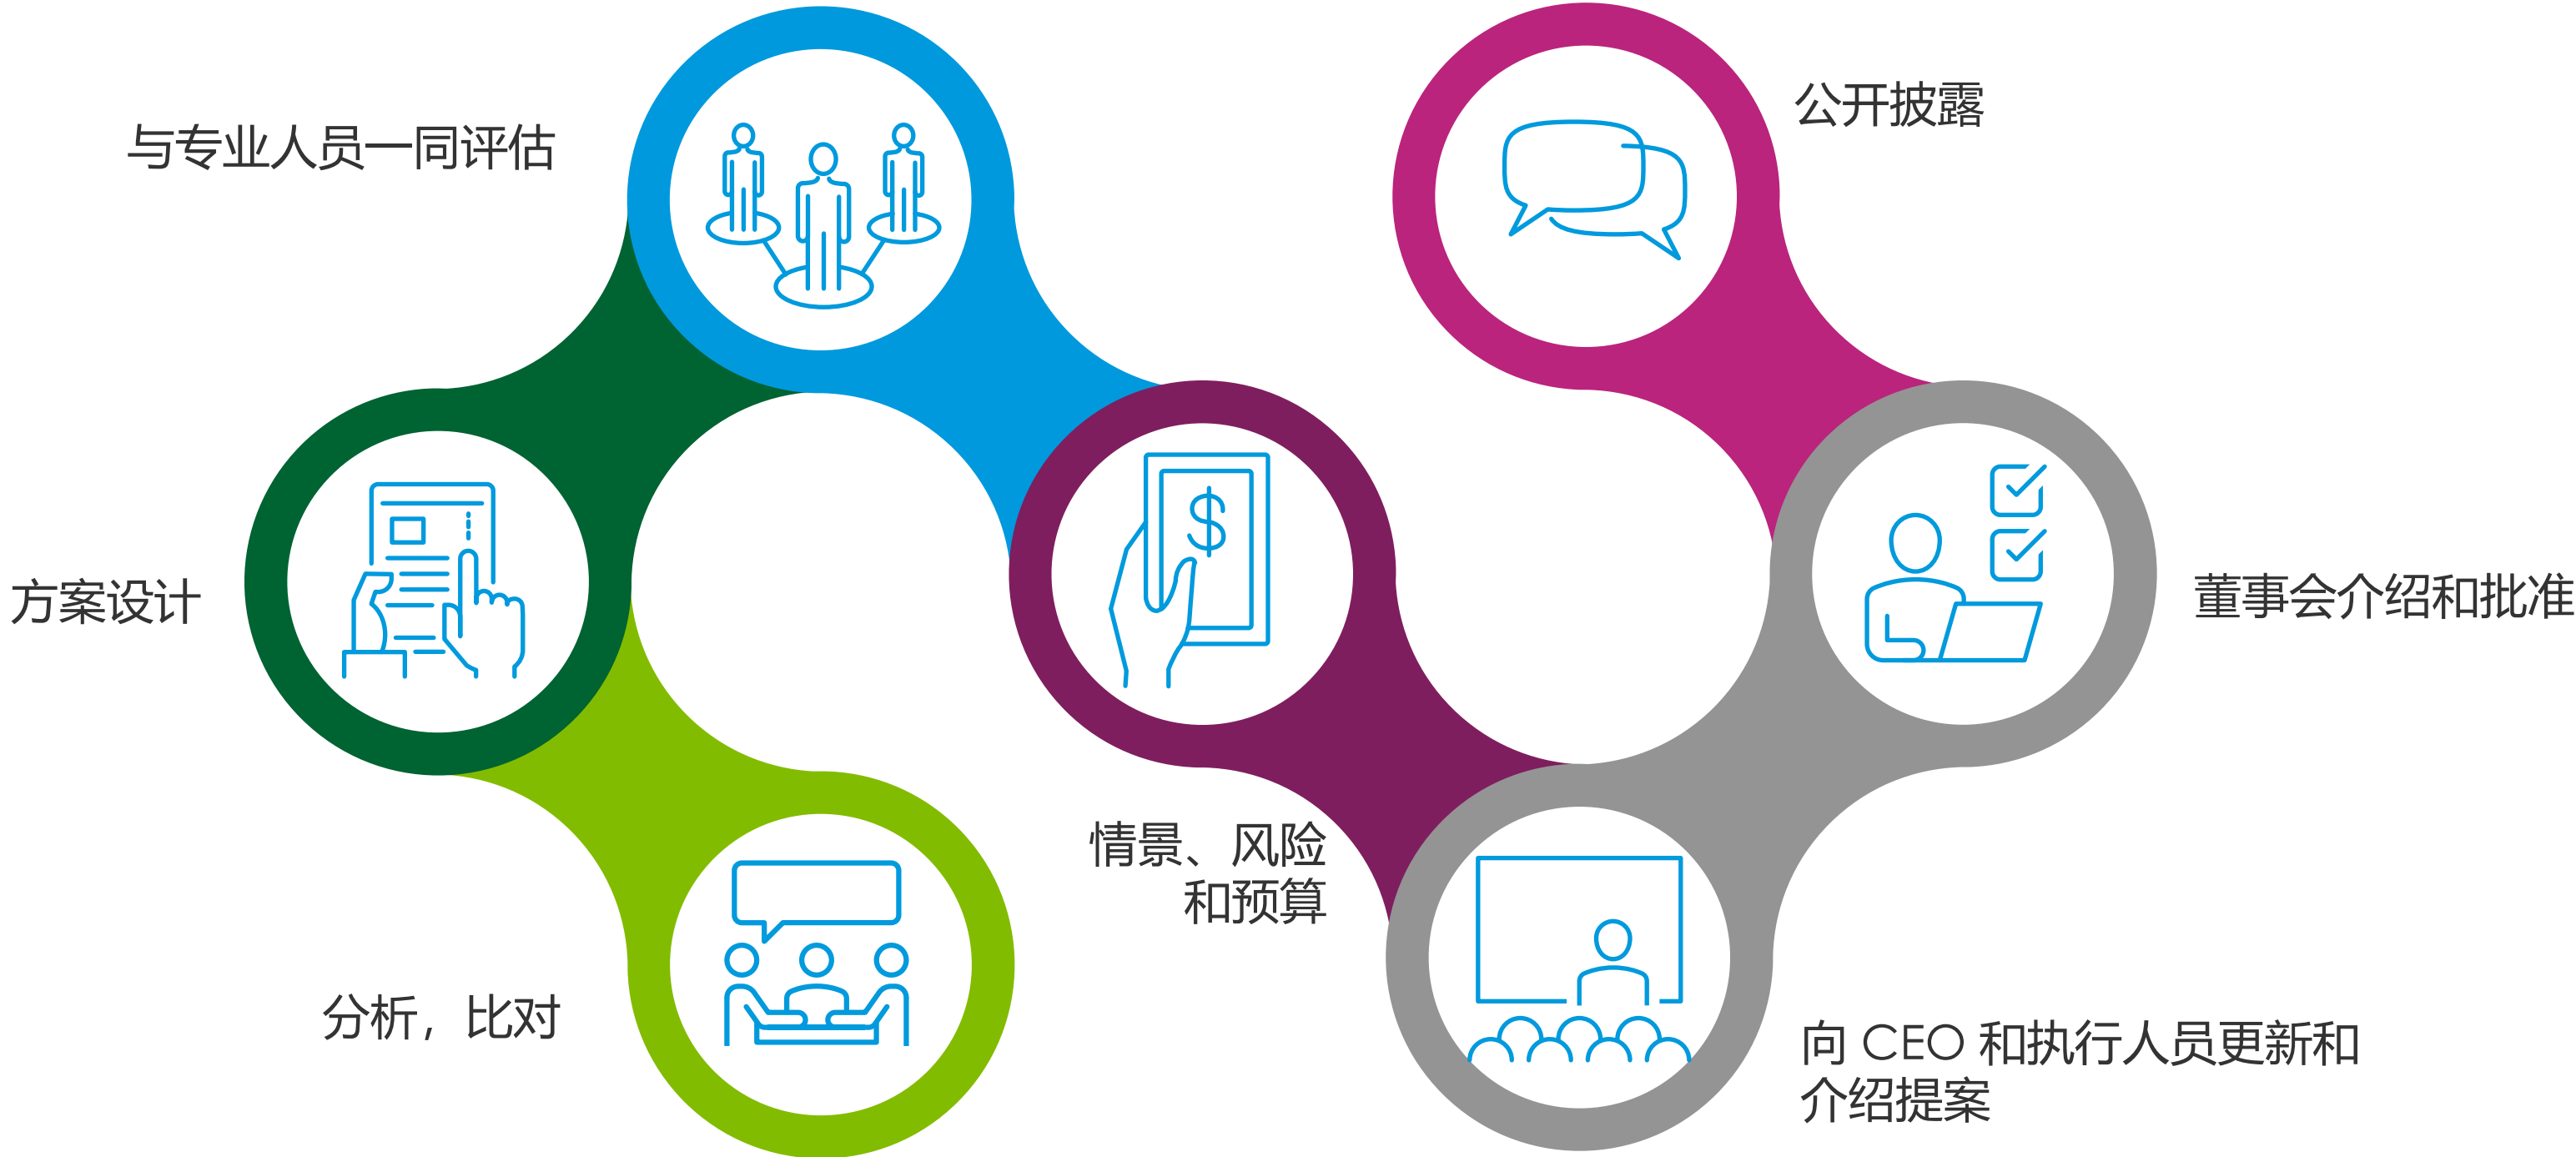 与专业人员一同评估
公开披露
方案设计
董事会介绍和批准
情景、风险
和预算
分析，比对
向 CEO 和执行人员更新和
介绍提案
$